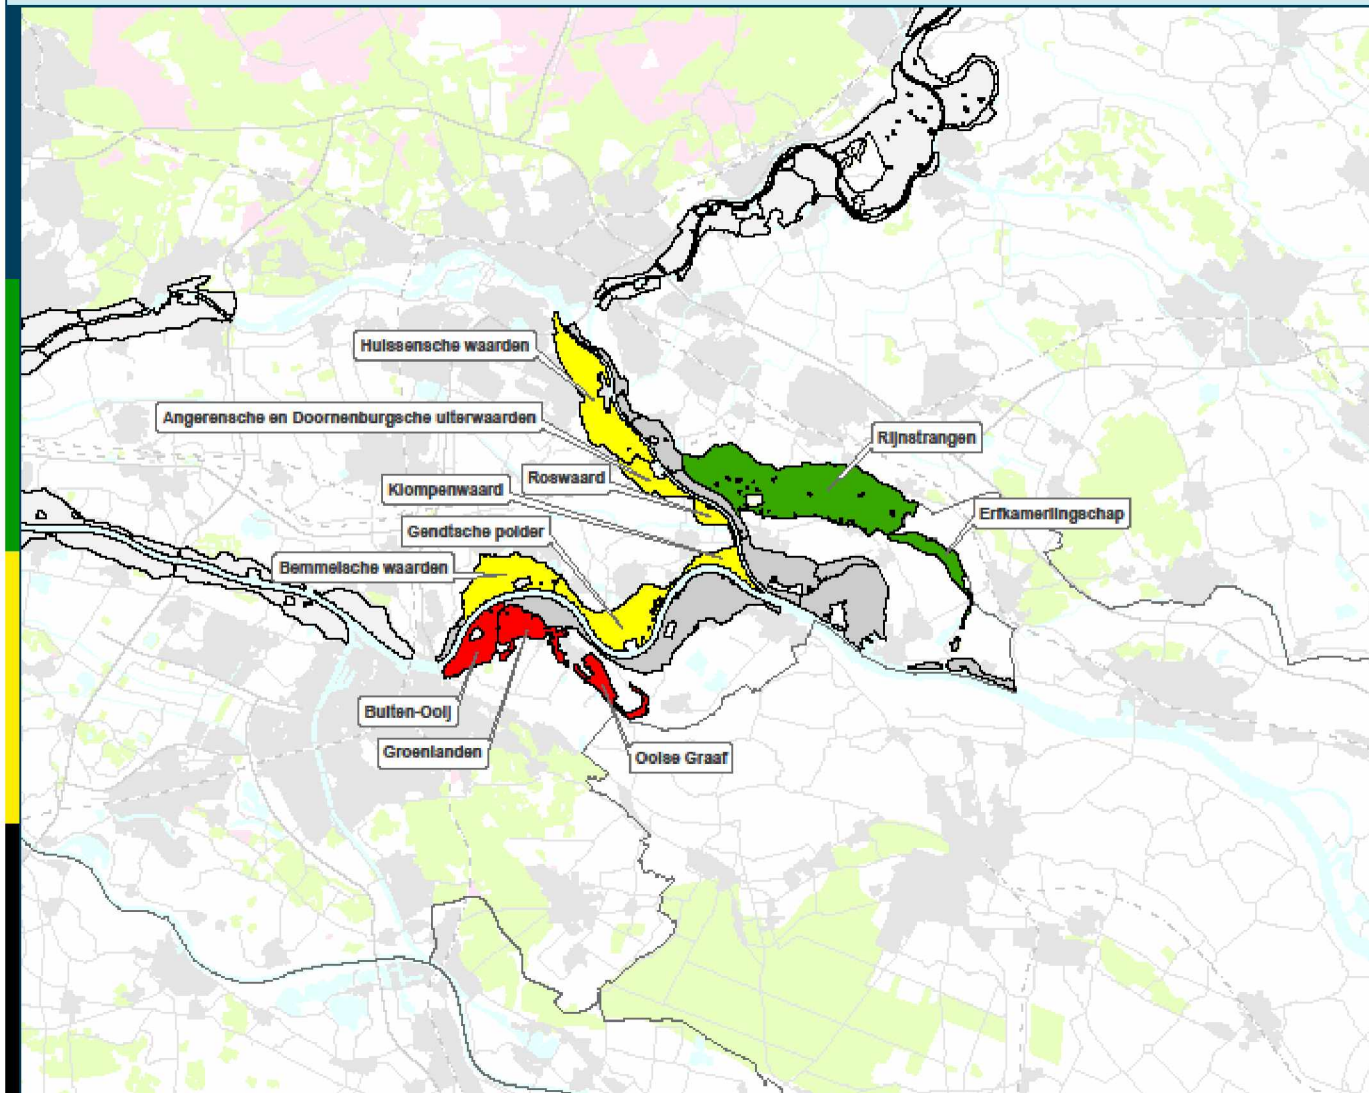 Huissensche waarden
Angerensche en Doornenburgsche uiterwaarden
Rijnstrangen
Roswaard
Klompenwaard
Erfkamerlingschap
Gendtsche polder
Bemmelsche waarden
Buiten-Ooij
Groenlanden
Ooise Graaf